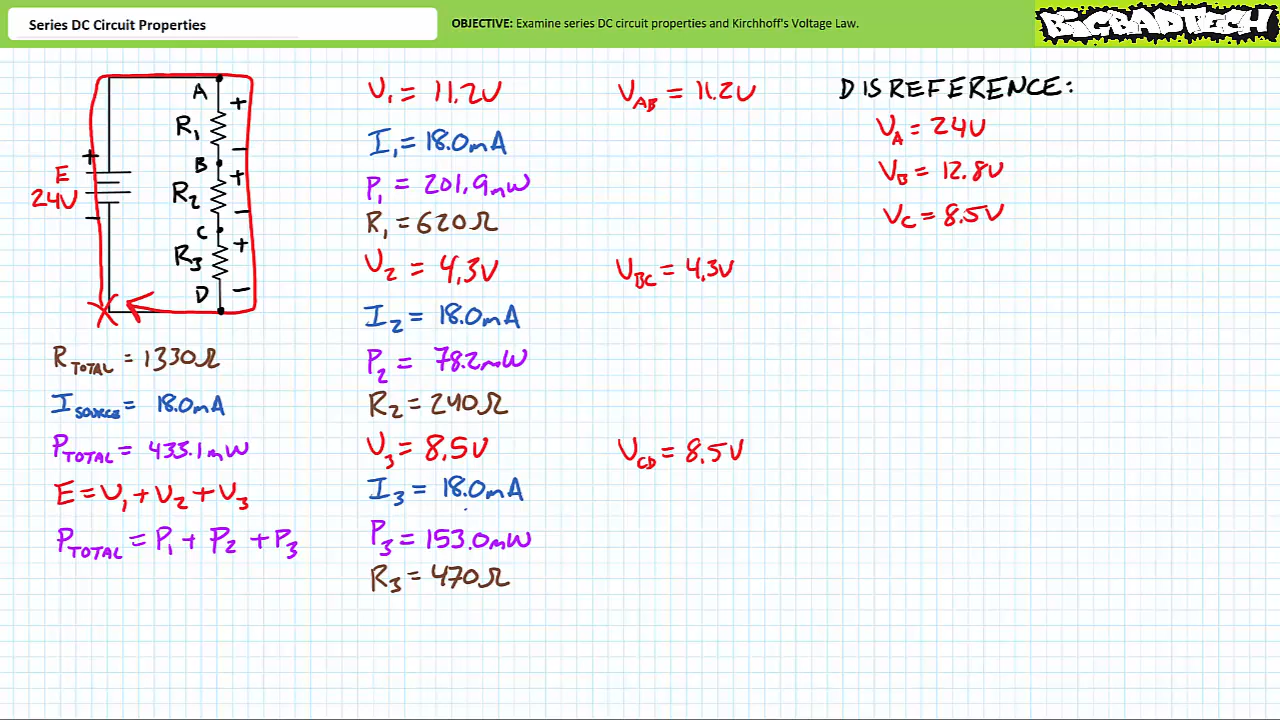 Series DC Circuit Properties
OBJECTIVE: Examine series DC circuit properties and Kirchhoff's Voltage Law.
BIGBADTECH
A
+
R1
−
B
+
R2
−
C
+
R3
−
D
+
E
24V
−
RTOTAL = 1330Ω
ISOURCE = 18.0mA
PTOTAL = 433.1mW
E = V1 + V2 + V3
PTOTAL = P1 + P2 + P3
V1 = 11.2V
I1 = 18.0mA
P1 = 201.9mW
R1 = 620Ω
V2 = 4.3V
I2 = 18.0mA
P2 = 78.2mW
R2 = 240Ω
V3 = 8.5V
I3 = 18.0mA
P3 = 153.0mW
R3 = 470Ω
VAB = 11.2V
VBC = 4.3V
VCD = 8.5V
D IS REFERENCE:
VA = 24V
VB = 12.8V
VC = 8.5V